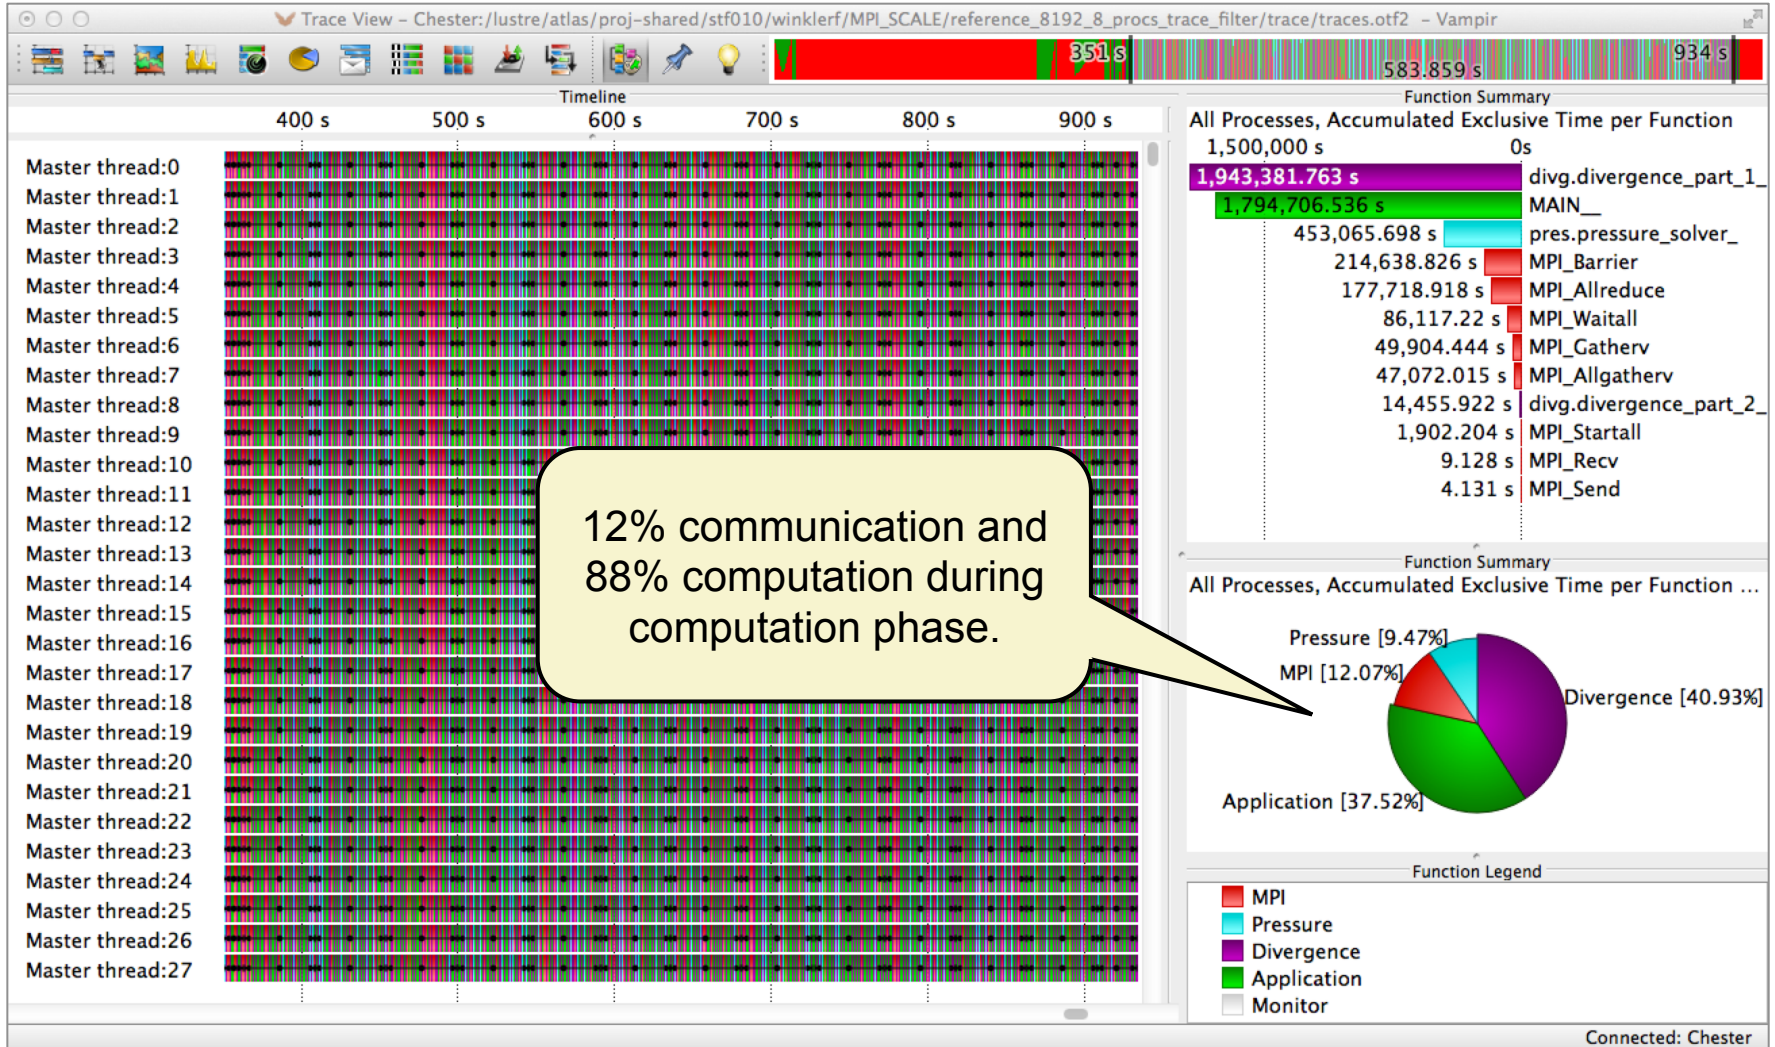 Trace View – Chester:/lustre/atlas/proj-shared/stf010/winklerf/MPI_SCALE/reference_8192_8_procs_trace_filter/trace/traces.otf2 – Vampir
351 s
583.859 s
934 s
Timeline
400 s 500 s 600 s 700 s 800 s 900 s
Master thread:0
Master thread:1
Master thread:2
Master thread:3
Master thread:4
Master thread:5
Master thread:6
Master thread:7
Master thread:8
Master thread:9
Master thread:10
Master thread:11
Master thread:12
Master thread:13
Master thread:14
Master thread:15
Master thread:16
Master thread:17
Master thread:18
Master thread:19
Master thread:20
Master thread:21
Master thread:22
Master thread:23
Master thread:24
Master thread:25
Master thread:26
Master thread:27
12% communication and
88% computation during
computation phase.
Function Summary
All Processes, Accumulated Exclusive Time per Function
1,500,000 s 0s
1,943,381.763 s divg.divergence_part_1_
1,794,706.536 s MAIN__
453,065.698 s pres.pressure_solver_
214,638.826 s MPI_Barrier
177,718.918 s MPI_Allreduce
86,117.22 s MPI_Waitall
49,904.444 s MPI_Gatherv
47,072.015 s MPI_Allgatherv
14,455.922 s divg.divergence_part_2_
1,902.204 s MPI_Startall
9.128 s MPI_Recv
4.131 s MPI_Send
Function Summary
All Processes, Accumulated Exclusive Time per Function ...
Pressure [9.47%]
MPI [12.07%]
Divergence [40.93%]
Application [37.52%]
Function Legend
MPI
Pressure
Divergence
Application
Monitor
Connected: Chester